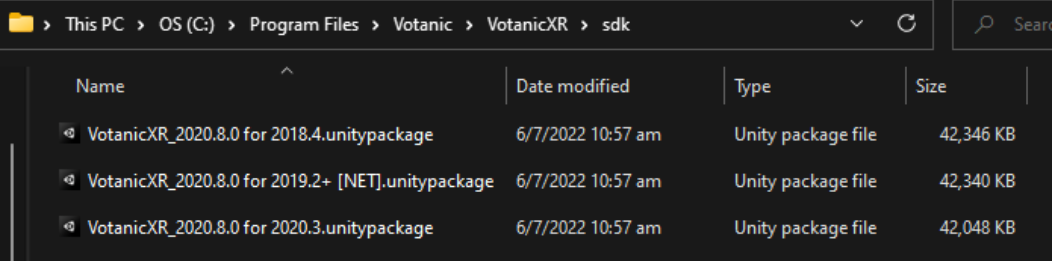 This PC > OS (C:) > Program Files > Votanic > VotanicXR > sdk
Sear
Name Date modified Type Size
VotanicXR_2020.8.0 for 2018.4.unitypackage 6/7/2022 10:57 am Unity package file 42,346 KB
VotanicXR_2020.8.0 for 2019.2+ [NET].unitypackage 6/7/2022 10:57 am Unity package file 42,340 KB
VotanicXR_2020.8.0 for 2020.3.unitypackage 6/7/2022 10:57 am Unity package file 42,048 KB